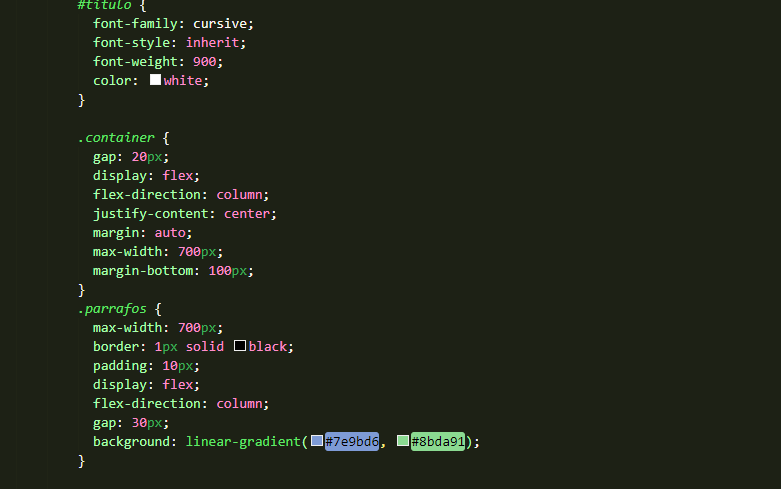 #titulo {
font-family: cursive;
font-style: inherit;
font-weight: 900;
color: white;
}
.container {
gap: 20px;
display: flex;
flex-direction: column;
justify-content: center;
margin: auto;
max-width: 700px;
margin-bottom: 100px;
}
.parrafos {
max-width: 700px;
border: 1px solid black;
padding: 10px;
display: flex;
flex-direction: column;
gap: 30px;
background: linear-gradient(#7e9bd6, #8bda91);
}